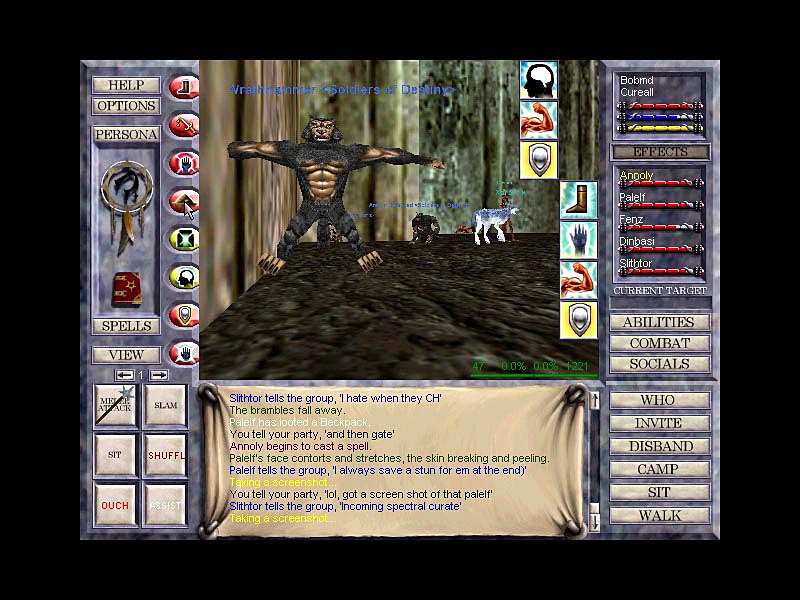 HELP
OPTIONS
PERSONA
SPELLS
VIEW
1
MELEE
ATTACK
SLAM
SIT
SHUFFL
OUCH
ASSIST
Wrathhammer <Soldiers of Destiny>
47 0.0% 0.0% 1221
Slithtor tells the group, 'I hate when they CH'
The brambles fall away.
Palelf has looted a Backpack.
You tell your party, 'and then gate'
Annoly begins to cast a spell.
Palelf's face contorts and stretches, the skin breaking and peeling.
Palelf tells the group, 'I always save a stun for em at the end)'
Taking a screenshot...
You tell your party, 'lol, got a screen shot of that palelf'
Slithtor tells the group, 'Incoming spectral curate'
Taking a screenshot...
Bobmd
Cureall
EFFECTS
Annoly
Palelf
Fenz
Dinbasi
Slithtor
CURRENT TARGET
ABILITIES
COMBAT
SOCIALS
WHO
INVITE
DISBAND
CAMP
SIT
WALK